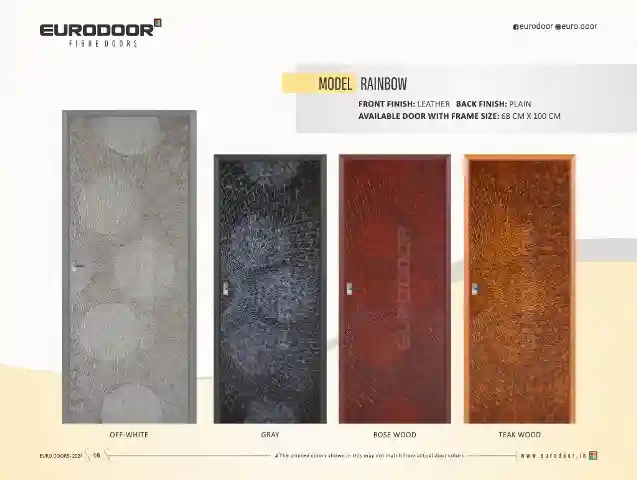 EURODOOR
FIBRE DOORS
eurodoor euro.door
MODEL RAINBOW
FRONT FINISH: LEATHER BACK FINISH: PLAIN
AVAILABLE DOOR WITH FRAME SIZE: 68 CM X 100 CM
EURODOOR
OFF-WHITE
GRAY
ROSE WOOD
TEAK WOOD
EURO DOORS-2024
The printed colors shown in this may not match from actual door colors
www.eurodoor.in